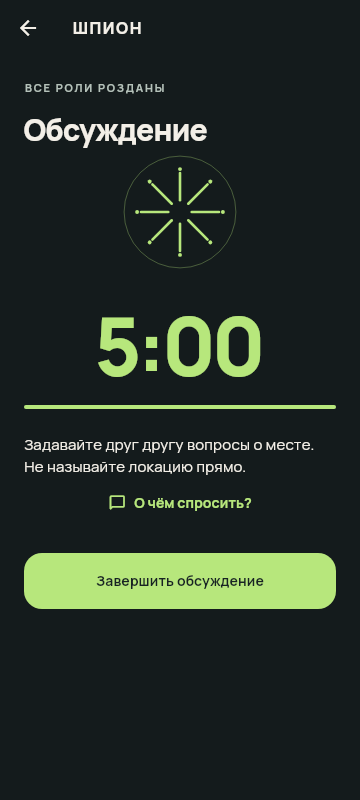 ШПИОН
ВСЕ РОЛИ РОЗДАНЫ
Обсуждение
5:00
Задавайте друг другу вопросы о месте.
Не называйте локацию прямо.
О чём спросить?
Завершить обсуждение